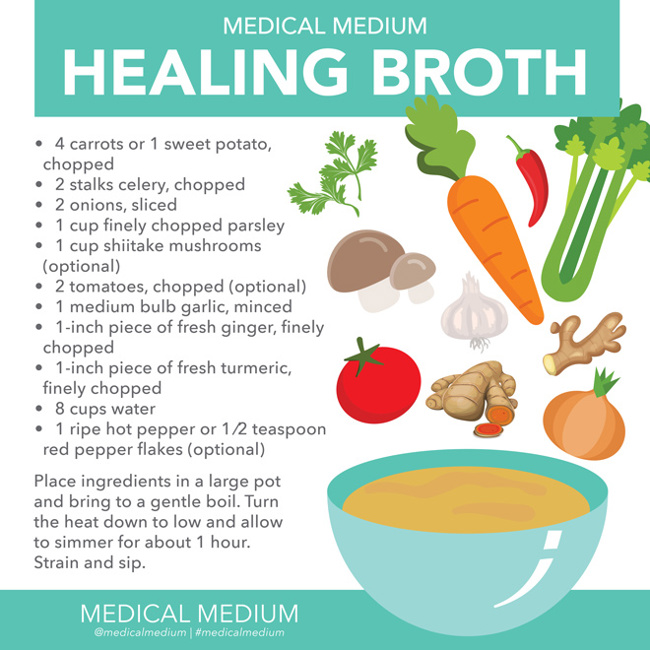 MEDICAL MEDIUM
HEALING BROTH
• 4 carrots or 1 sweet potato,
chopped
• 2 stalks celery, chopped
• 2 onions, sliced
• 1 cup finely chopped parsley
• 1 cup shiitake mushrooms
(optional)
• 2 tomatoes, chopped (optional)
• 1 medium bulb garlic, minced
• 1-inch piece of fresh ginger, finely
chopped
• 1-inch piece of fresh turmeric,
finely chopped
• 8 cups water
• 1 ripe hot pepper or 1/2 teaspoon
red pepper flakes (optional)
Place ingredients in a large pot
and bring to a gentle boil. Turn
the heat down to low and allow
to simmer for about 1 hour.
Strain and sip.
MEDICAL MEDIUM
@medicalmedium | #medicalmedium